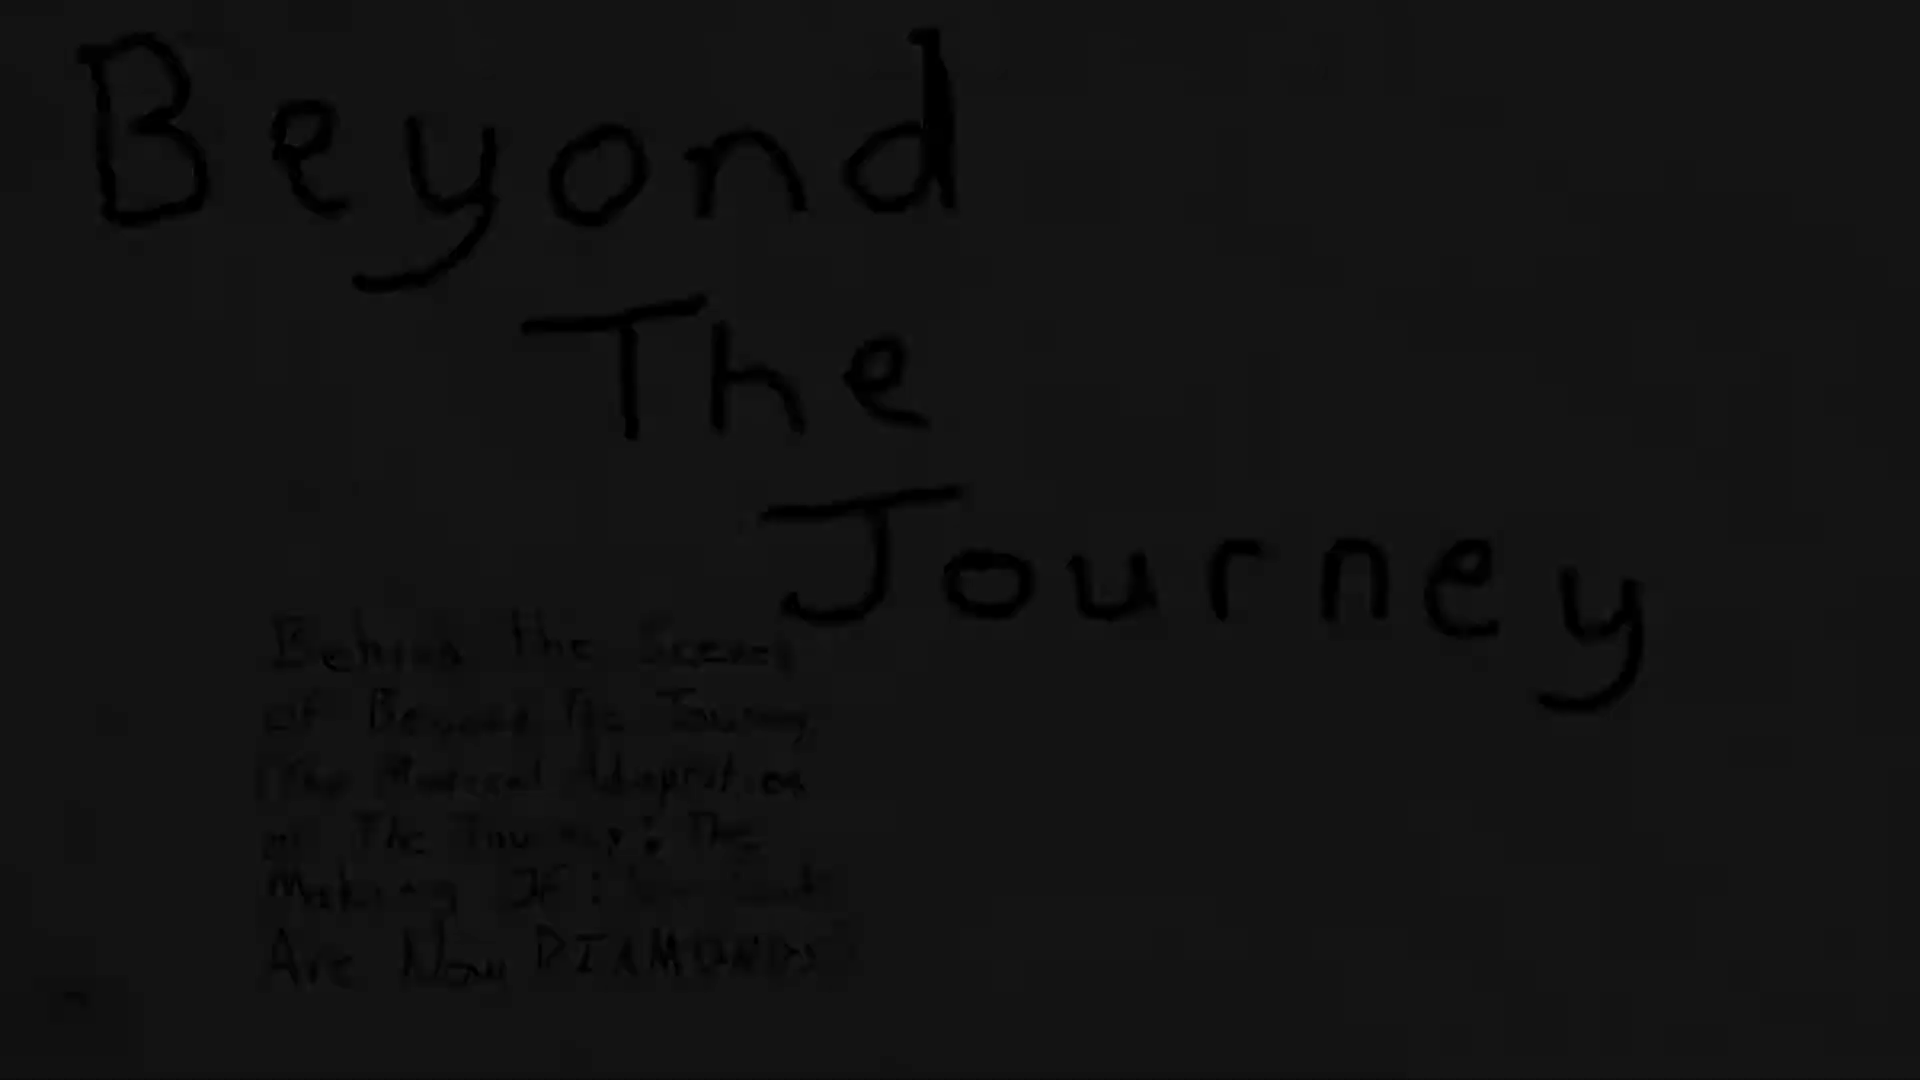 Beyond
The
Journey
Behind the Scenes
of Beyond The Journey
(The Musical Adaptation
of The Journey: The
Making Of:
Are Now DIAMONDS